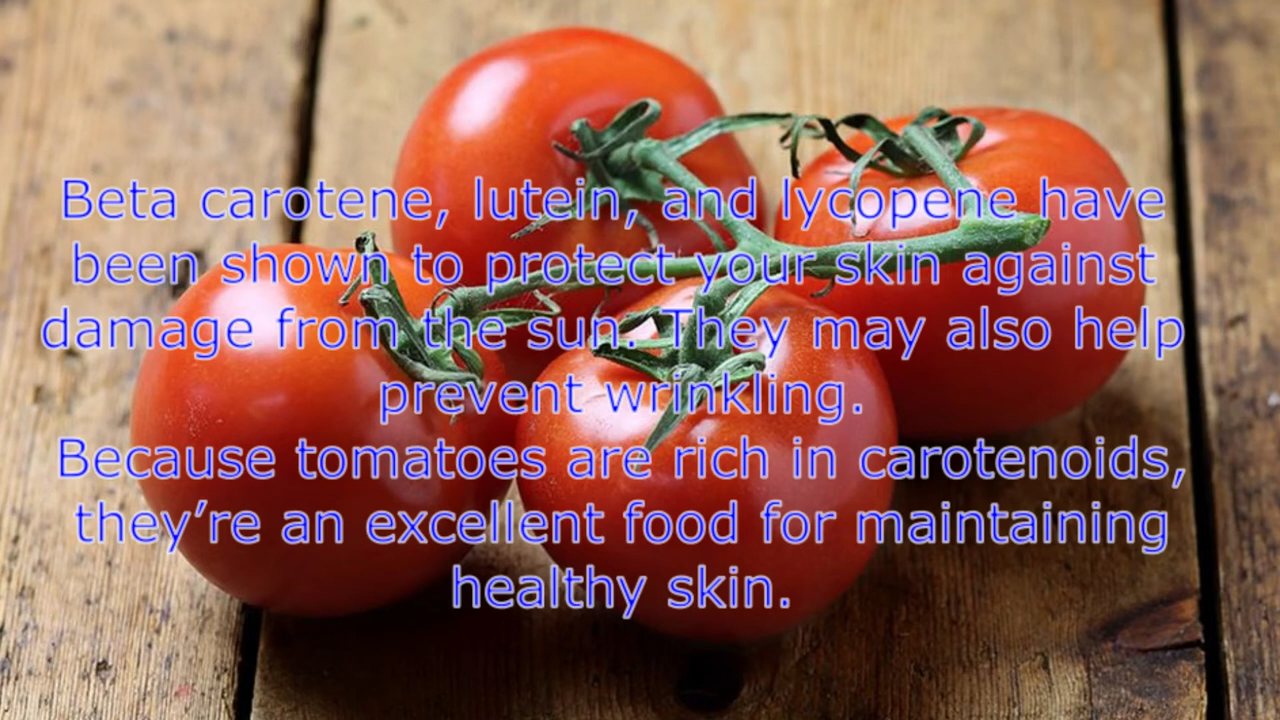 Beta carotene, lutein, and lycopene have
been shown to protect your skin against
damage from the sun. They may also help
prevent wrinkling.
Because tomatoes are rich in carotenoids,
they’re an excellent food for maintaining
healthy skin.